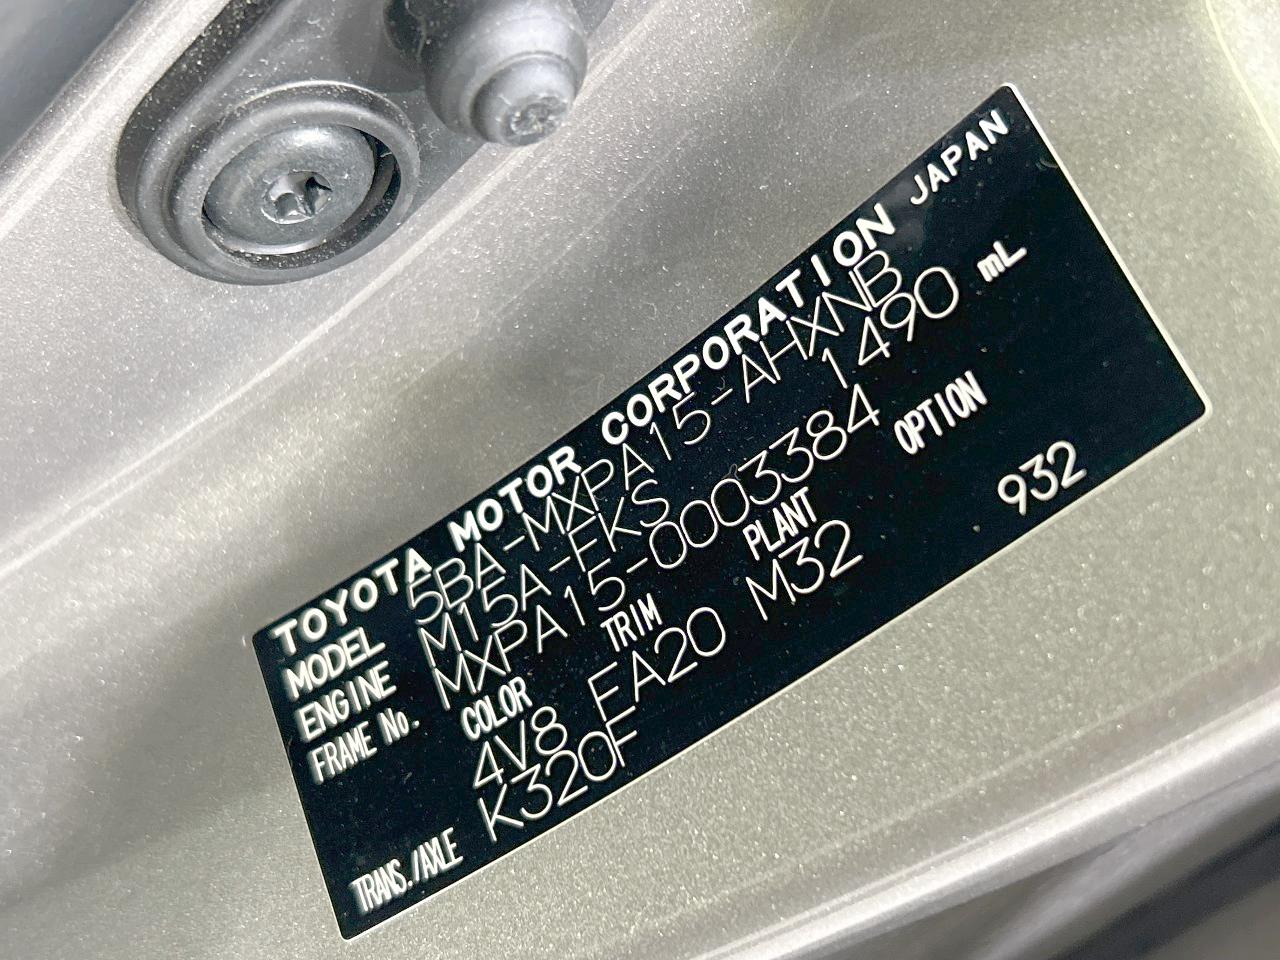 TOYOTA MOTOR CORPORATION JAPAN
MODEL 5BA-MXPA15-AHXNB
ENGINE M15A-FKS 1490 mL
FRAME No. MXPA15-0003384
COLOR TRIM PLANT OPTION
4V8 EA20 M32 932
TRANS./AXLE K320F